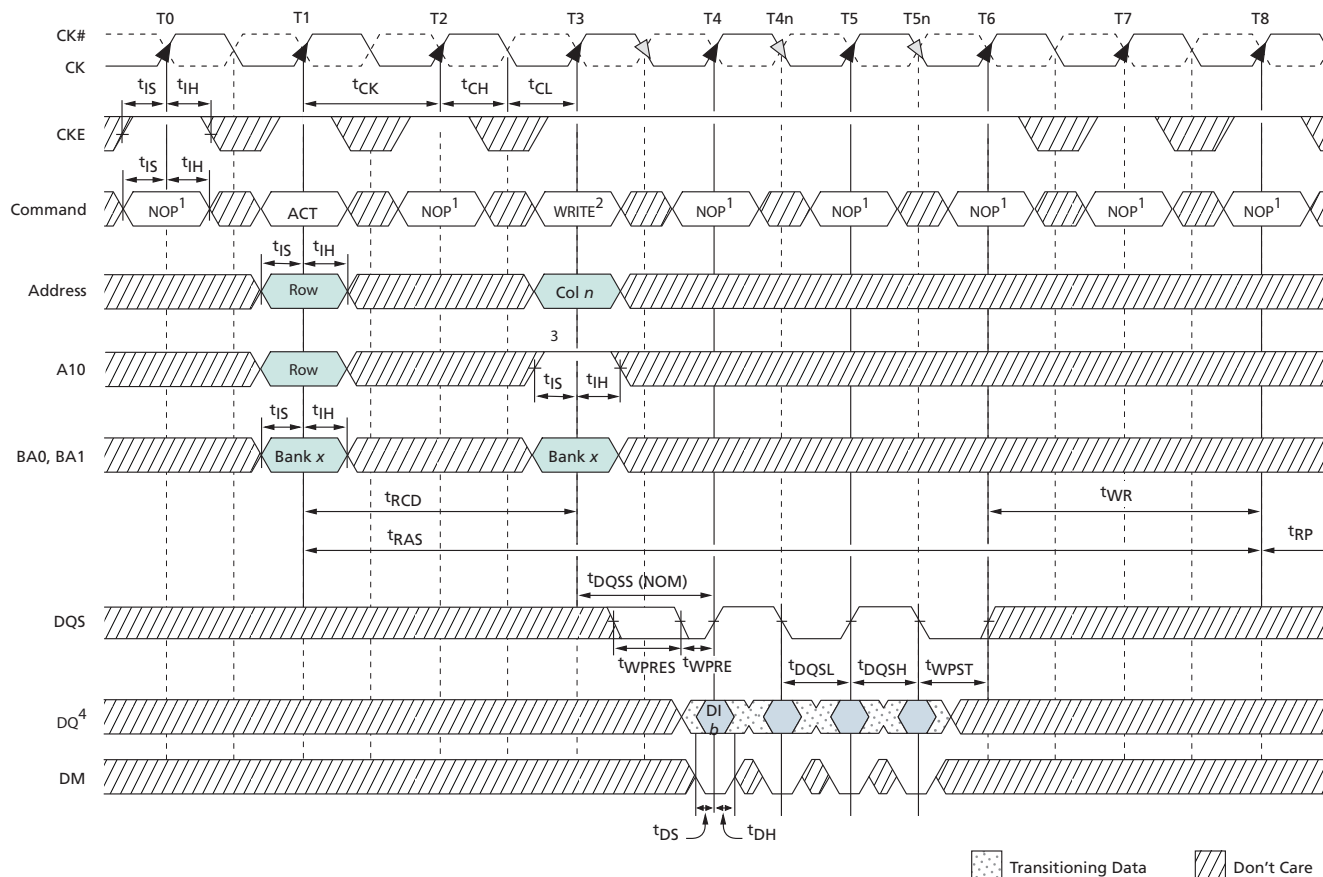 T0 T1 T2 T3 T4 T4n T5 T5n T6 T7 T8
CK#
CK
tIS tIH tCK tCH tCL
CKE
tIS tIH
Command NOP1 ACT NOP1 WRITE2 NOP1 NOP1 NOP1 NOP1 NOP1
tIS tIH
Address Row Col n
3
A10 Row
tIS tIH
tIS tIH
BA0, BA1 Bank x Bank x
tRCD tWR
tRAS tRP
tDQSS (NOM)
DQS
tWPRES tWPRE tDQSL tDQSH tWPST
DQ4 DI
b
DM
tDS tDH
Transitioning Data Don't Care